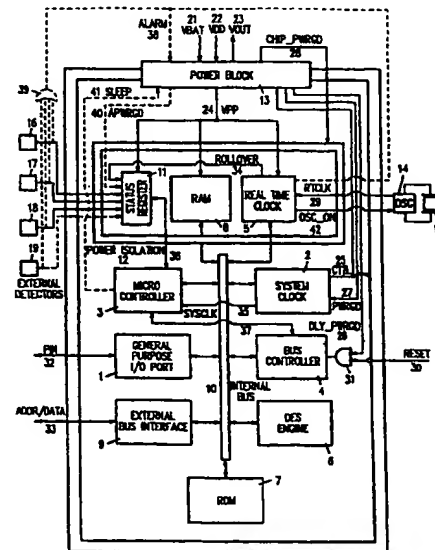 21 22 23
ALARM VBAT VDD VOUT CHIP_PWRGD
38 26
41 SLEEP
POWER BLOCK
13
39
40 APWRGD
24 VPP
16
11
ROLLOVER
34
17
STATUS REGISTER
RAM
8
REAL TIME CLOCK
5
RTCLK
29
OSC_ON
42
14
OSC
18
POWER ISOLATION
12
36
19
EXTERNAL DETECTORS
2
25
CTR
MICRO CONTROLLER
3
SYSTEM CLOCK
27
PWRGD
SYSCLK
35
37
DLY_PWRGD
28
PIN
32
GENERAL PURPOSE I/O PORT
1
BUS CONTROLLER
4
31
RESET
30
10
INTERNAL BUS
ADDR/DATA
33
EXTERNAL BUS INTERFACE
9
DES ENGINE
6
ROM
7